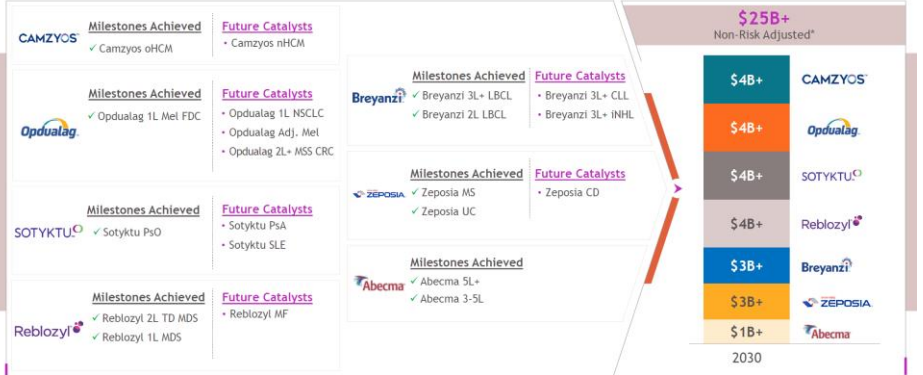 CAMZYOS
Milestones Achieved
✓ Camzyos oHCM
Future Catalysts
• Camzyos nHCM
Opdualag
Milestones Achieved
✓ Opdualag 1L Mel FDC
Future Catalysts
• Opdualag 1L NSCLC
• Opdualag Adj. Mel
• Opdualag 2L+ MSS CRC
SOTYKTU
Milestones Achieved
✓ Sotyktu PsO
Future Catalysts
• Sotyktu PsA
• Sotyktu SLE
Reblozyl
Milestones Achieved
✓ Reblozyl 2L TD MDS
✓ Reblozyl 1L MDS
Future Catalysts
• Reblozyl MF
Breyanzi
Milestones Achieved
✓ Breyanzi 3L+ LBCL
✓ Breyanzi 2L LBCL
Future Catalysts
• Breyanzi 3L+ CLL
• Breyanzi 3L+ iNHL
ZEPOSIA
Milestones Achieved
✓ Zeposia MS
✓ Zeposia UC
Future Catalysts
• Zeposia CD
Abecma
Milestones Achieved
✓ Abecma 5L+
✓ Abecma 3-5L
$25B+
Non-Risk Adjusted*
$4B+ CAMZYOS
$4B+ Opdualag
$4B+ SOTYKTU
$4B+ Reblozyl
$3B+ Breyanzi
$3B+ ZEPOSIA
$1B+ Abecma
2030